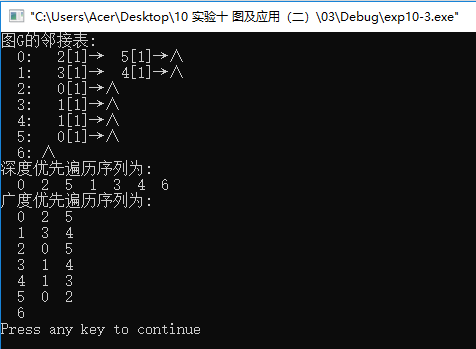 "C:\Users\Acer\Desktop\10 实验十 图及应用（二）\03\Debug\exp10-3.exe"
图G的邻接表:
0: 2[1]→ 5[1]→∧
1: 3[1]→ 4[1]→∧
2: 0[1]→∧
3: 1[1]→∧
4: 1[1]→∧
5: 0[1]→∧
6: ∧
深度优先遍历序列为:
0 2 5 1 3 4 6
广度优先遍历序列为:
0 2 5
1 3 4
2 0 5
3 1 4
4 1 3
5 0 2
6
Press any key to continue